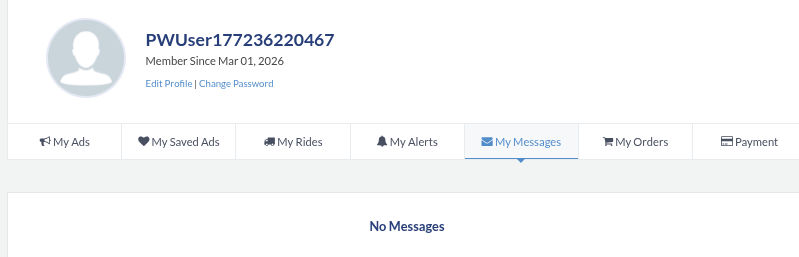 PWUser177236220467
Member Since Mar 01, 2026
Edit Profile | Change Password
My Ads My Saved Ads My Rides My Alerts My Messages My Orders Payment
No Messages